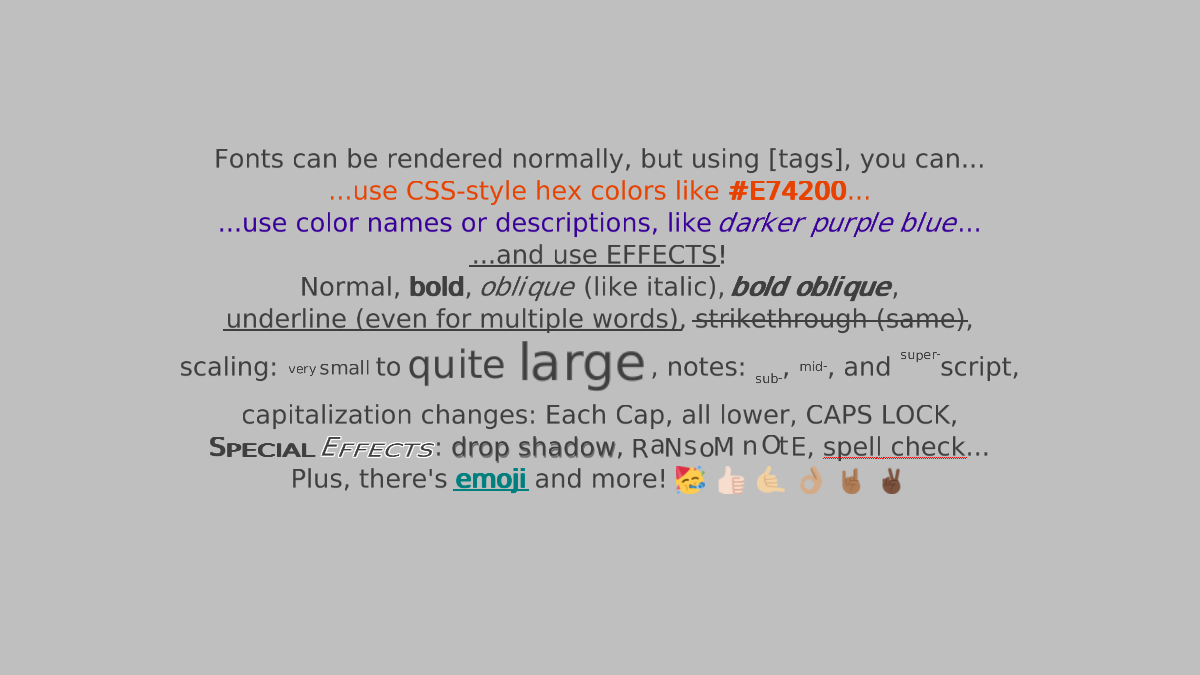 Fonts can be rendered normally, but using [tags], you can...
...use CSS-style hex colors like #E74200...
...use color names or descriptions, like darker purple blue...
...and use EFFECTS!
Normal, bold, oblique (like italic), bold oblique,
underline (even for multiple words), strikethrough (same),
scaling: very small to quite large, notes: sub-, mid-, and super-script,
capitalization changes: Each Cap, all lower, CAPS LOCK,
SPECIAL EFFECTS: drop shadow, RaNsoM nOtE, spell check...
Plus, there's emoji and more! 🥳 👍🏻 🤙🏼 👌🏽 🤘🏾 ✌🏿